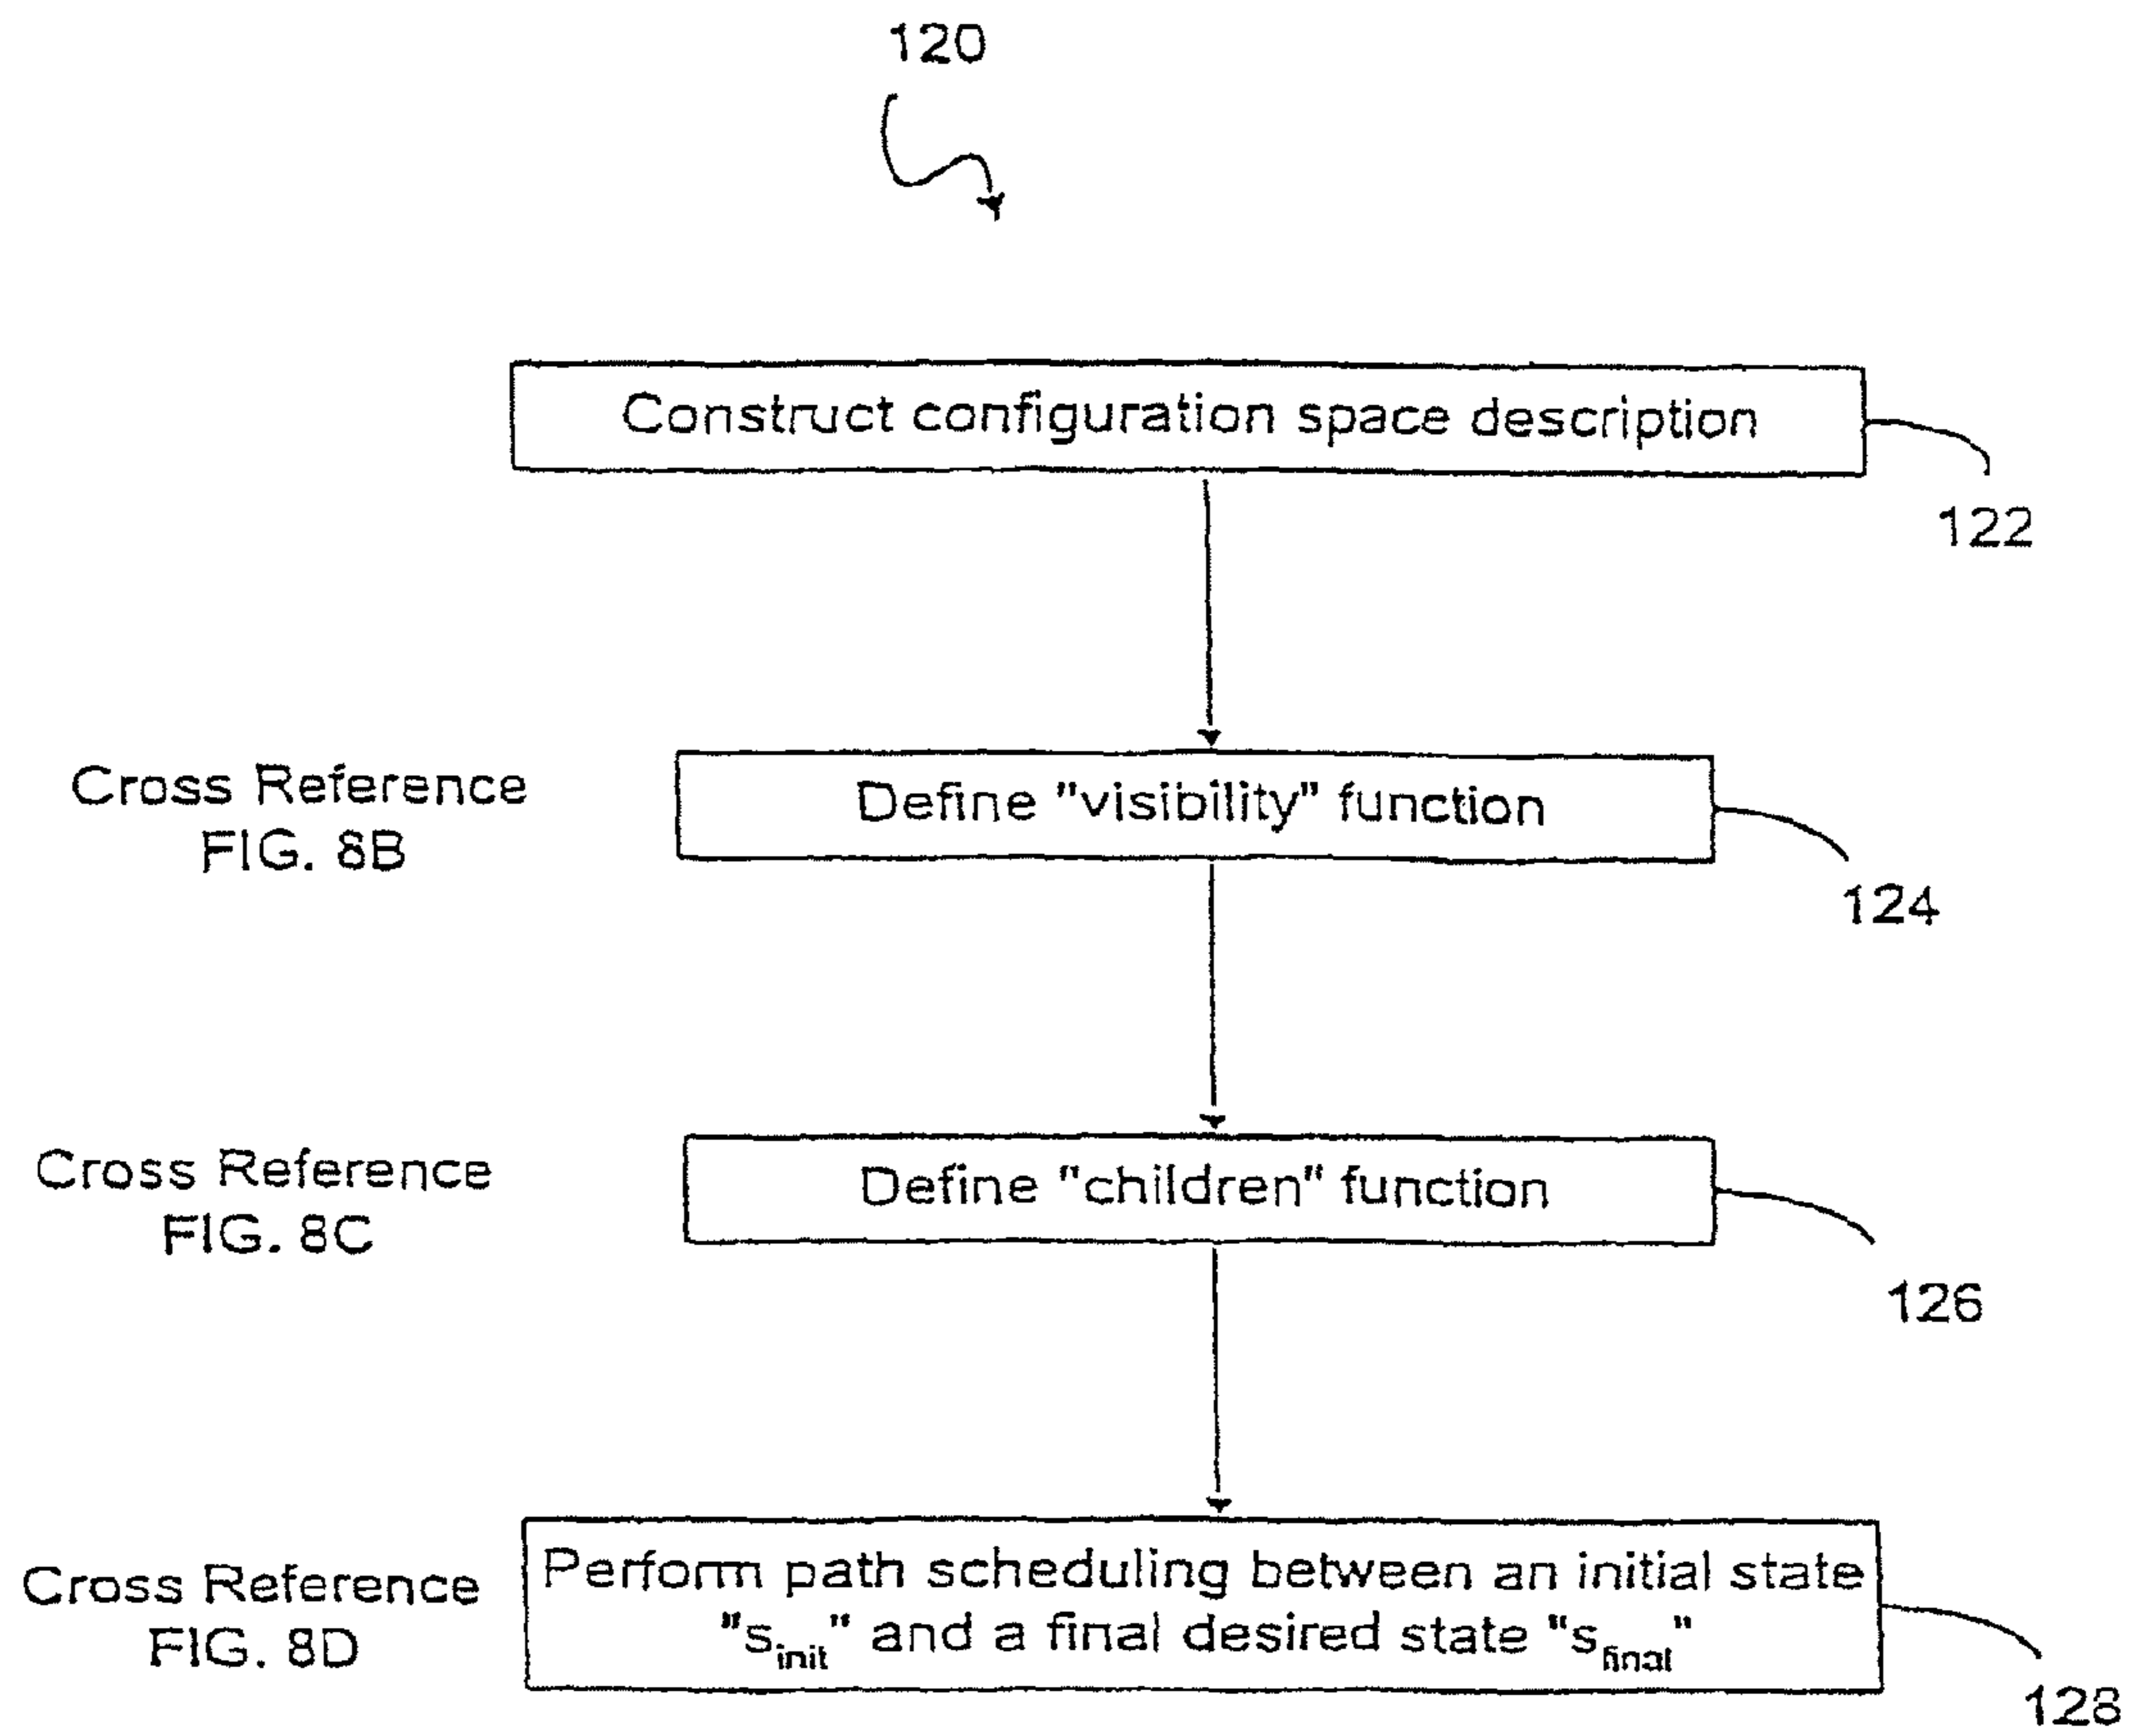 120
Construct configuration space description
122
Cross Reference
FIG. 8B
Define "visibility" function
124
Cross Reference
FIG. 8C
Define "children" function
126
Cross Reference
FIG. 8D
Perform path scheduling between an initial state
"s_init" and a final desired state "s_final"
128